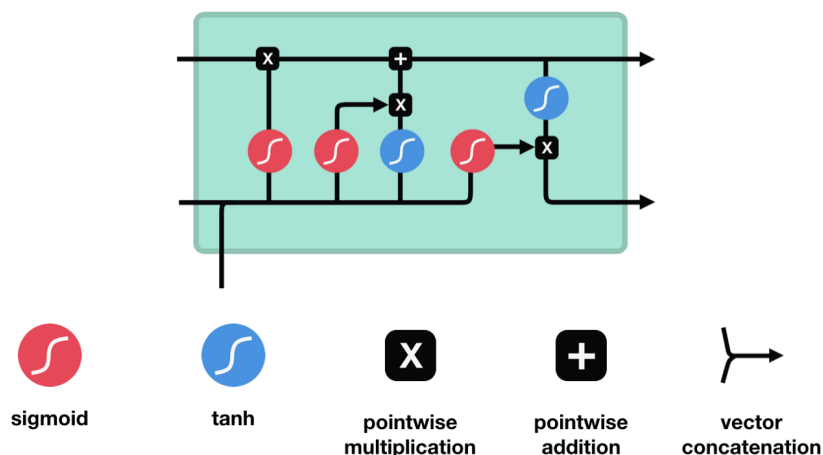 X
+
X
X
X
+
sigmoid
tanh
pointwise
multiplication
pointwise
addition
vector
concatenation